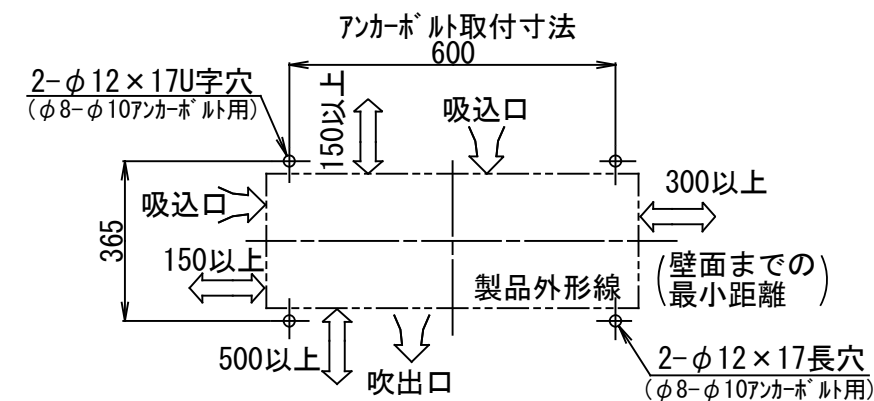 アンカーボルト取付寸法
600
2-φ12×17U字穴
(φ8-φ10アンカーボルト用)
150以上
吸込口
300以上
吸込口
365
150以上
(壁面までの
最小距離)
製品外形線
500以上
吹出口
2-φ12×17長穴
(φ8-φ10アンカーボルト用)